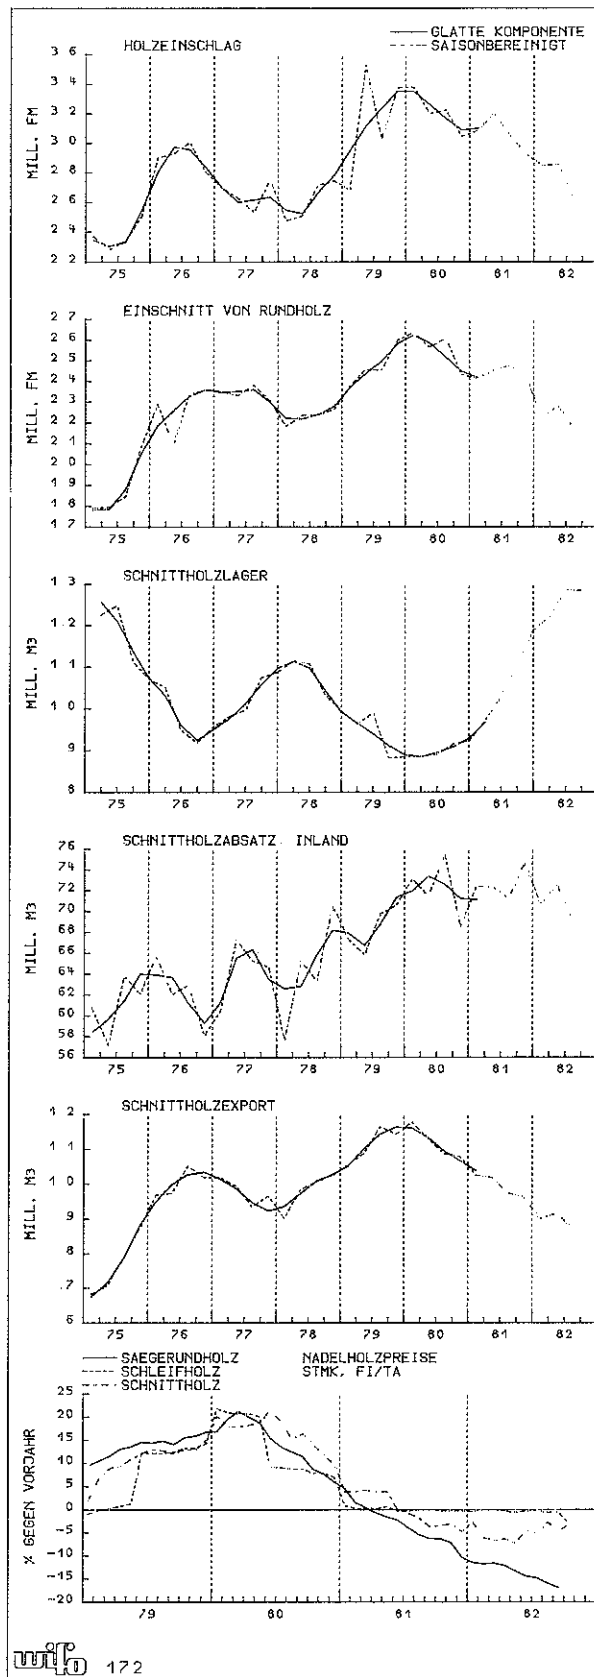 HOLZEINSCHLAG
GLATTE KOMPONENTE
SAISONBEREINIGT
MILL. FM
3 6
3 4
3 2
3 0
2 8
2 6
2 4
2 2
75 76 77 78 79 80 81 82
EINSCHNITT VON RUNDHOLZ
MILL. FM
2 7
2 6
2 5
2 4
2 3
2 2
2 1
2 0
1 9
1 8
1 7
75 76 77 78 79 80 81 82
SCHNITTHOLZLAGER
MILL. M3
1 3
1.2
1 1
1 0
9
8
75 76 77 78 79 80 81 82
SCHNITTHOLZABSATZ INLAND
MILL. M3
76
74
72
70
68
66
64
62
60
58
56
75 76 77 78 79 80 81 82
SCHNITTHOLZEXPORT
MILL. M3
1 2
1 1
1 0
.9
8
.7
6
75 76 77 78 79 80 81 82
SAEGERUNDHOLZ
SCHLEIFHOLZ
SCHNITTHOLZ
NADELHOLZPREISE
STMK, FI/TA
% GEGEN VORJAHR
25
20
15
10
5
0
-5
-10
-15
-20
79 80 81 82
wifo 172